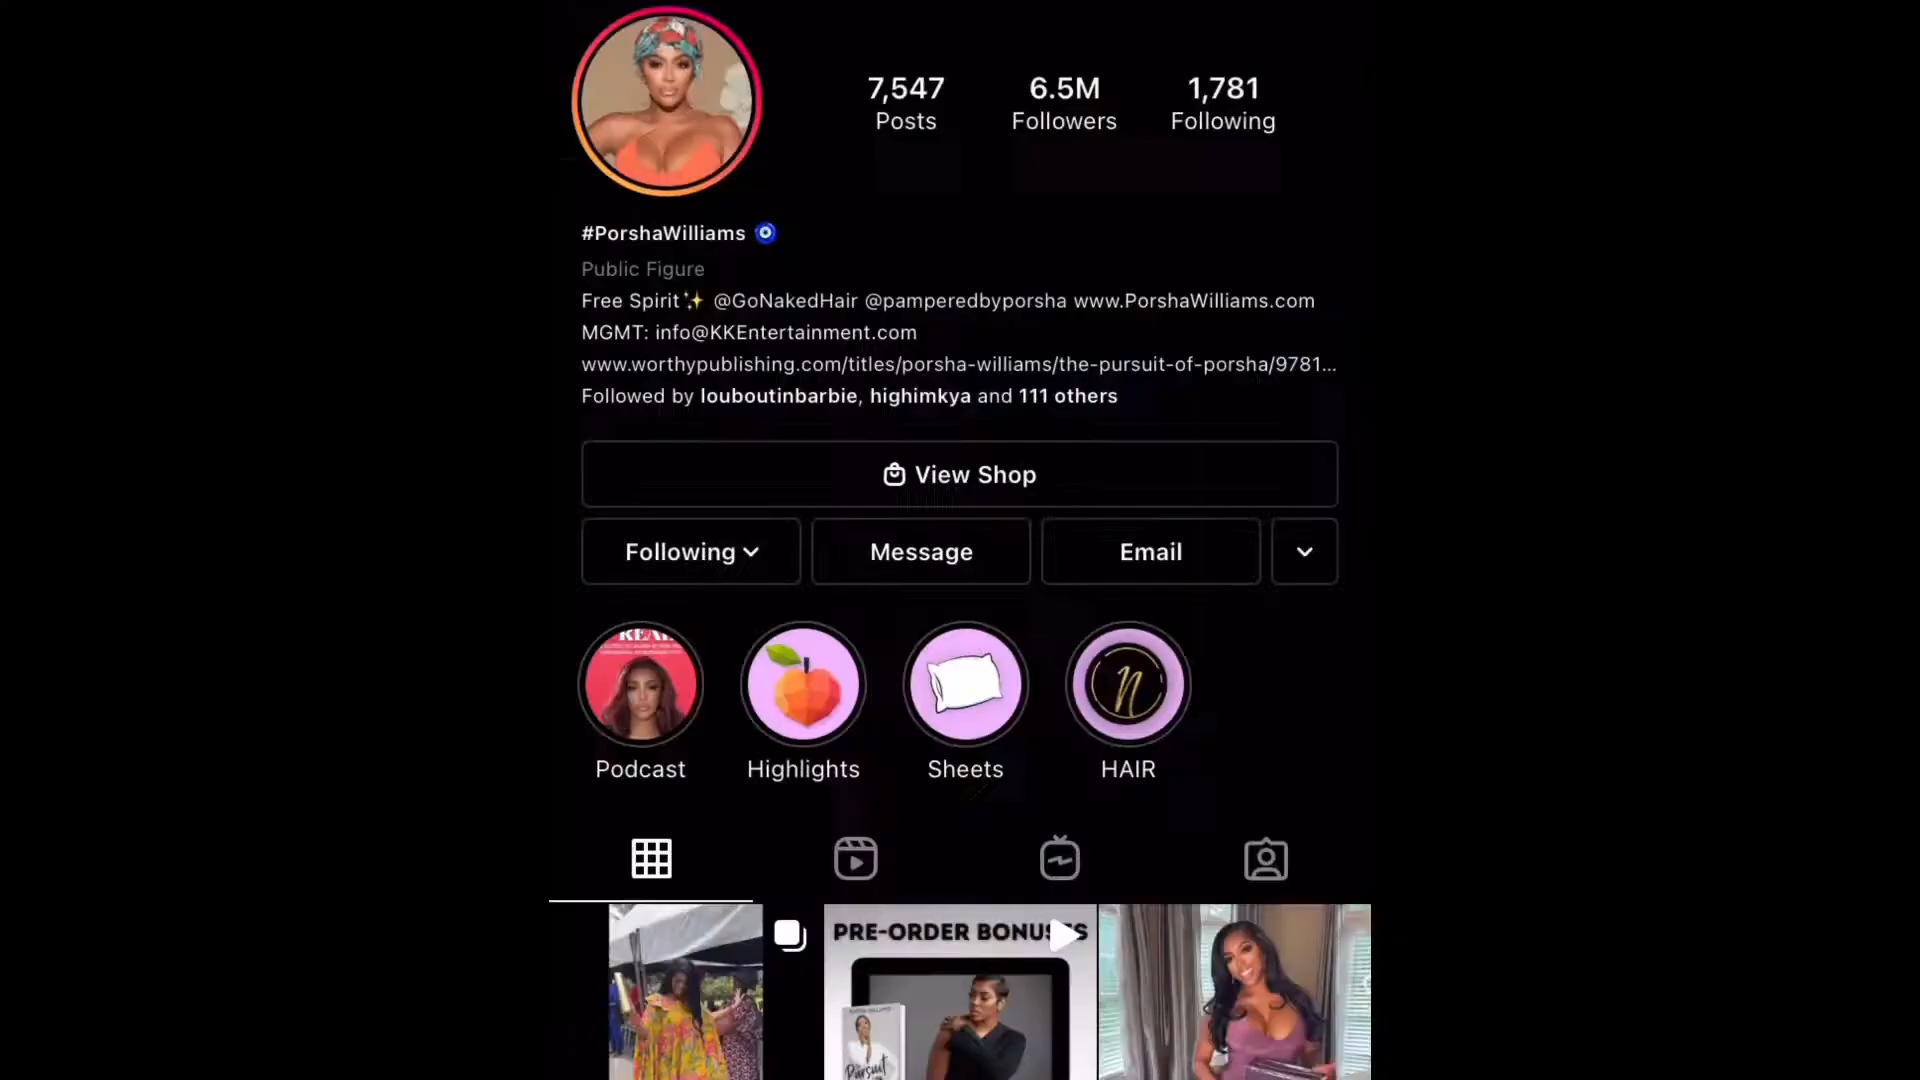 7,547
Posts
6.5M
Followers
1,781
Following
#PorshaWilliams 🧿
Public Figure
Free Spirit✨ @GoNakedHair @pamperedbyporsha www.PorshaWilliams.com
MGMT: info@KKEntertainment.com
www.worthypublishing.com/titles/porsha-williams/the-pursuit-of-porsha/9781...
Followed by louboutinbarbie, highimkya and 111 others
View Shop
Following
Message
Email
Podcast
Highlights
Sheets
HAIR
n
PRE-ORDER BONUSES
Pursuit